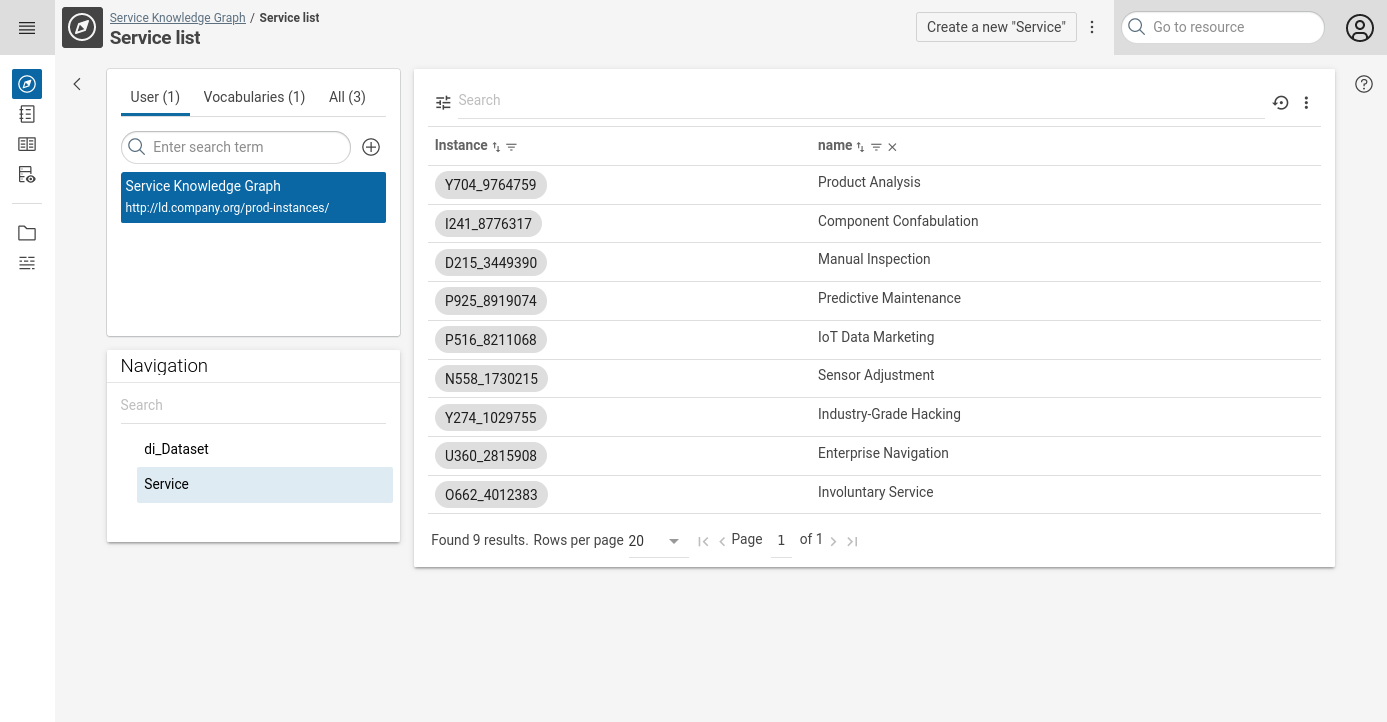 Service Knowledge Graph / Service list
Service list
Create a new "Service"
Go to resource
User (1) Vocabularies (1) All (3)
Enter search term
Service Knowledge Graph
http://ld.company.org/prod-instances/
Navigation
Search
di_Dataset
Service
Search
Instance name
Y704_9764759 Product Analysis
I241_8776317 Component Confabulation
D215_3449390 Manual Inspection
P925_8919074 Predictive Maintenance
P516_8211068 IoT Data Marketing
N558_1730215 Sensor Adjustment
Y274_1029755 Industry-Grade Hacking
U360_2815908 Enterprise Navigation
O662_4012383 Involuntary Service
Found 9 results. Rows per page 20 Page 1 of 1